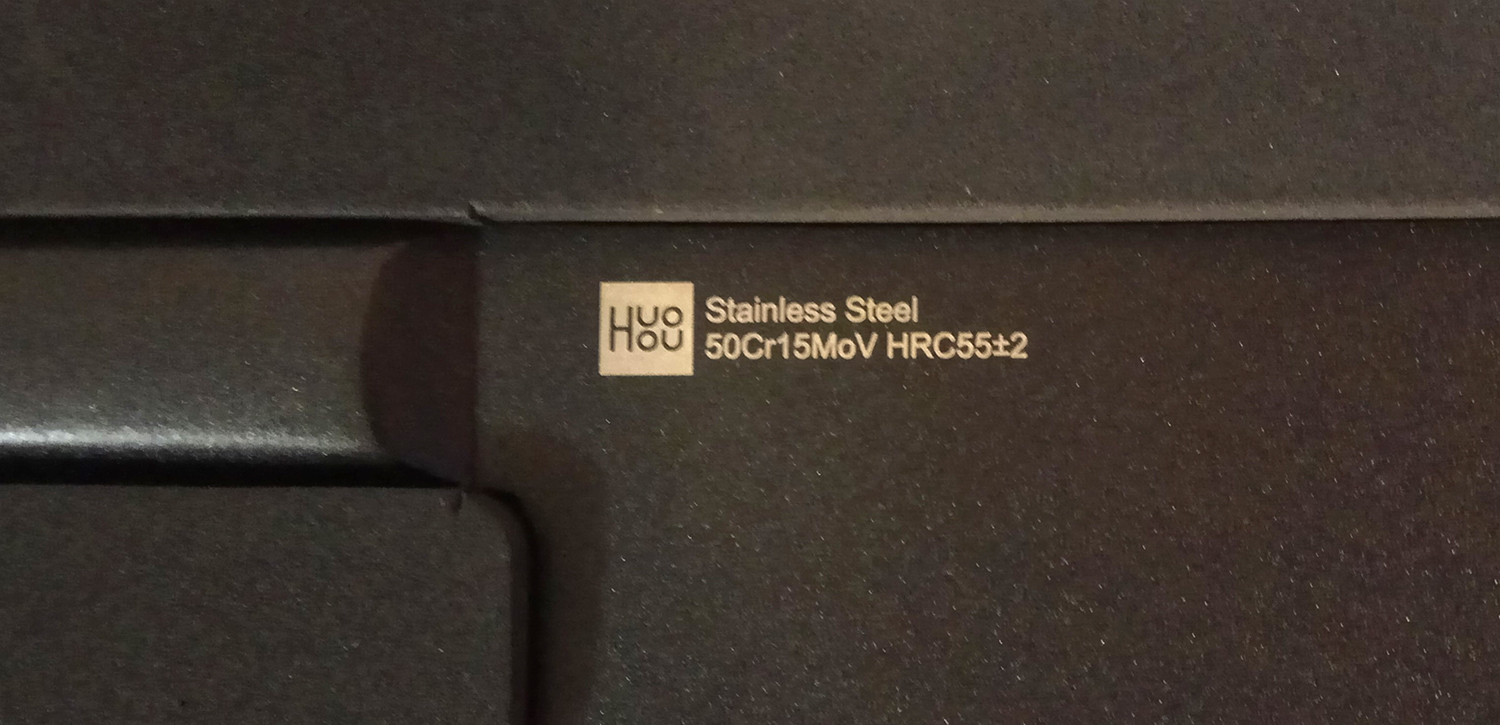 HUO
HOU
Stainless Steel
50Cr15MoV HRC55±2